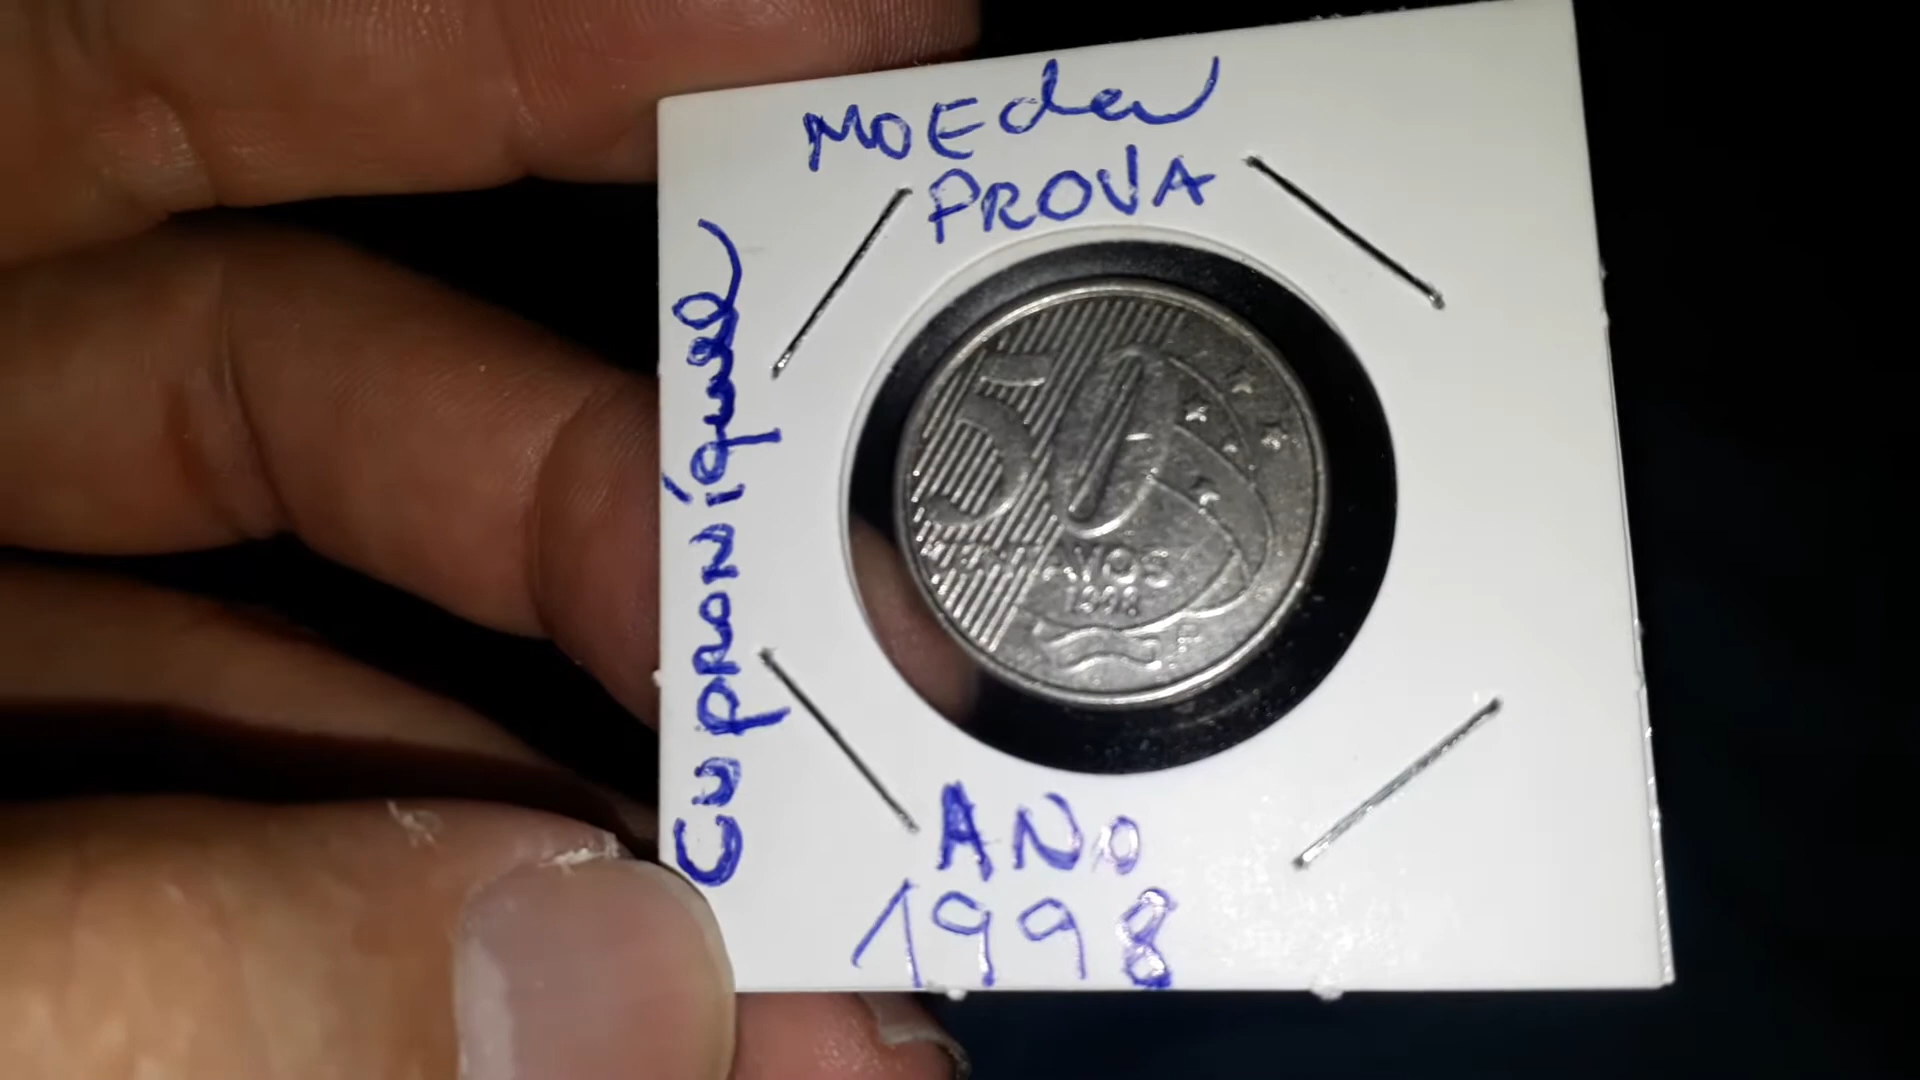 MOEda
PROVA
Cuproníquel
50
CENTAVOS
1998
P
ANO
1998